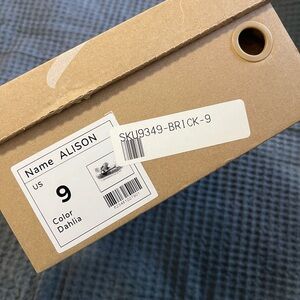 Name ALISON
US
9
Color
Dahlia
SKU9349-BRICK-9